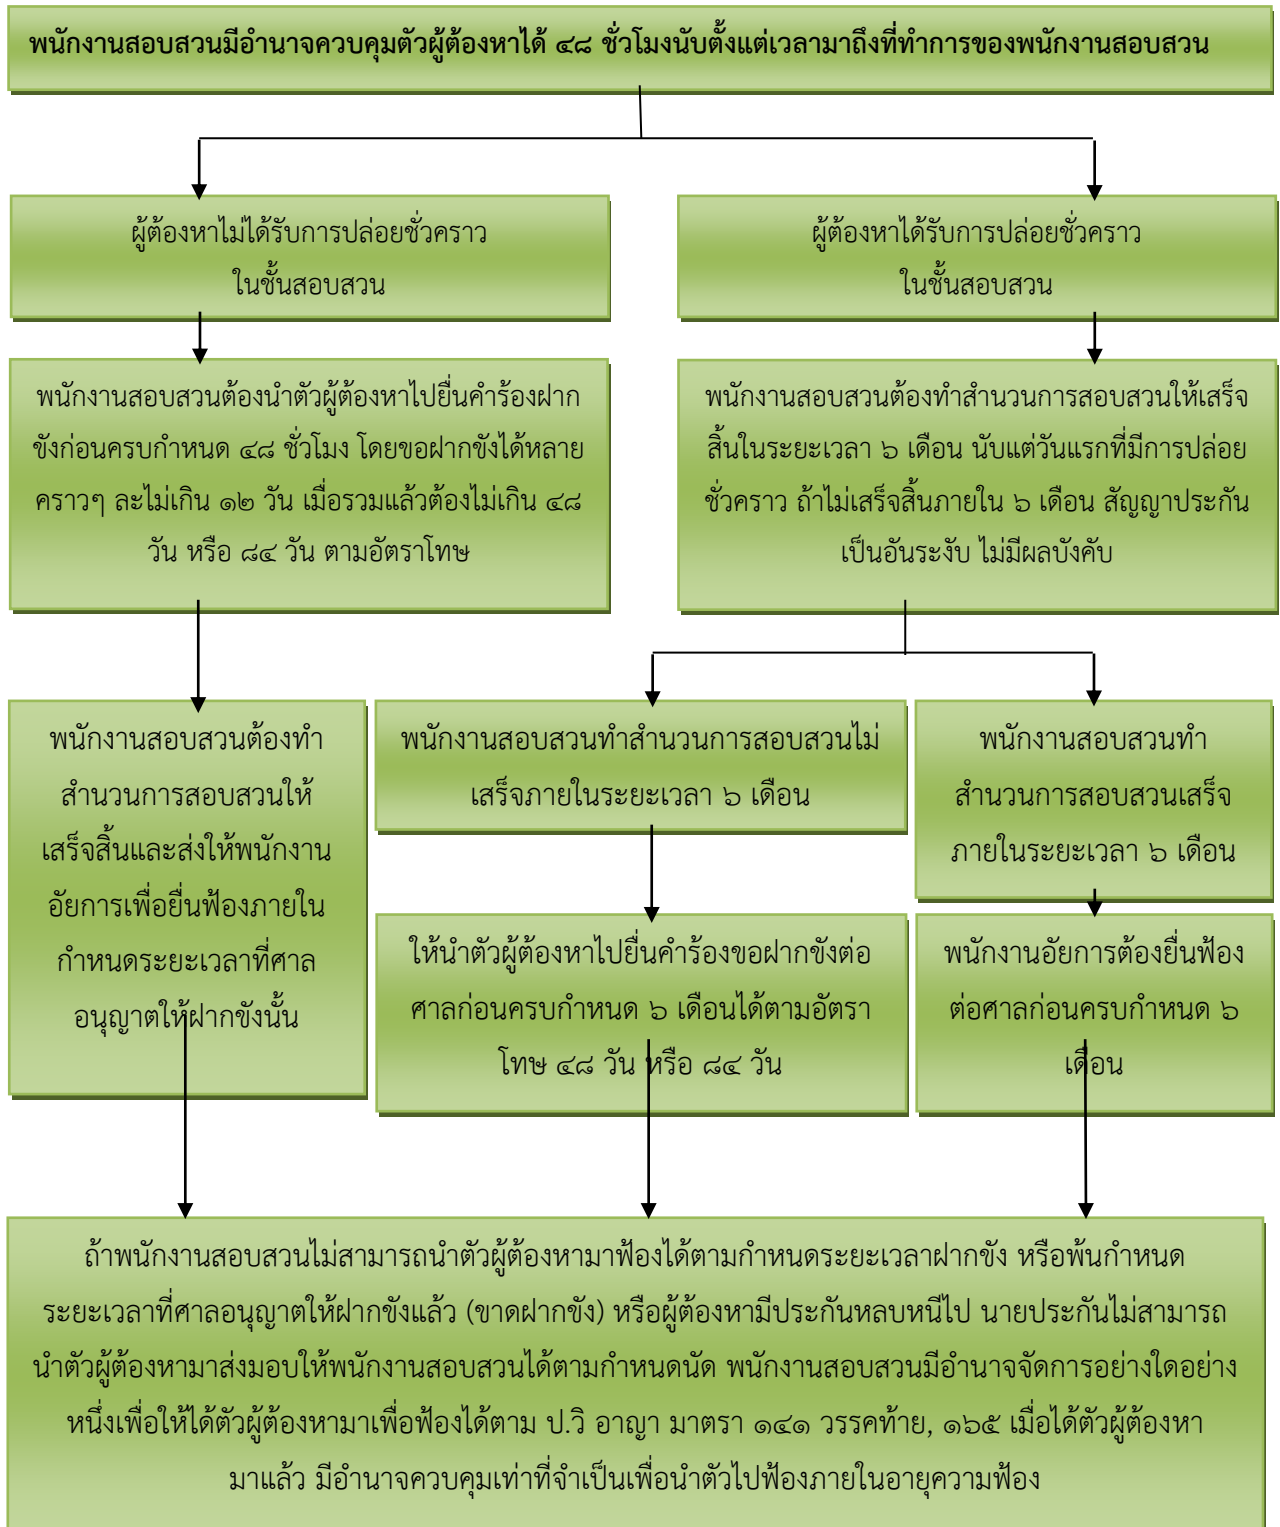 พนักงานสอบสวนมีอำนาจควบคุมตัวผู้ต้องหาได้ ๔๘ ชั่วโมงนับตั้งแต่เวลามาถึงที่ทำการของพนักงานสอบสวน
ผู้ต้องหาไม่ได้รับการปล่อยชั่วคราว
ในชั้นสอบสวน
ผู้ต้องหาได้รับการปล่อยชั่วคราว
ในชั้นสอบสวน
พนักงานสอบสวนต้องนำตัวผู้ต้องหาไปยื่นคำร้องฝาก
ขังก่อนครบกำหนด ๔๘ ชั่วโมง โดยขอฝากขังได้หลาย
คราวๆ ละไม่เกิน ๑๒ วัน เมื่อรวมแล้วต้องไม่เกิน ๔๘
วัน หรือ ๘๔ วัน ตามอัตราโทษ
พนักงานสอบสวนต้องทำสำนวนการสอบสวนให้เสร็จ
สิ้นในระยะเวลา ๖ เดือน นับแต่วันแรกที่มีการปล่อย
ชั่วคราว ถ้าไม่เสร็จสิ้นภายใน ๖ เดือน สัญญาประกัน
เป็นอันระงับ ไม่มีผลบังคับ
พนักงานสอบสวนต้องทำ
สำนวนการสอบสวนให้
เสร็จสิ้นและส่งให้พนักงาน
อัยการเพื่อยื่นฟ้องภายใน
กำหนดระยะเวลาที่ศาล
อนุญาตให้ฝากขังนั้น
พนักงานสอบสวนทำสำนวนการสอบสวนไม่
เสร็จภายในระยะเวลา ๖ เดือน
พนักงานสอบสวนทำ
สำนวนการสอบสวนเสร็จ
ภายในระยะเวลา ๖ เดือน
ให้นำตัวผู้ต้องหาไปยื่นคำร้องขอฝากขังต่อ
ศาลก่อนครบกำหนด ๖ เดือนได้ตามอัตรา
โทษ ๔๘ วัน หรือ ๘๔ วัน
พนักงานอัยการต้องยื่นฟ้อง
ต่อศาลก่อนครบกำหนด ๖
เดือน
ถ้าพนักงานสอบสวนไม่สามารถนำตัวผู้ต้องหามาฟ้องได้ตามกำหนดระยะเวลาฝากขัง หรือพ้นกำหนด
ระยะเวลาที่ศาลอนุญาตให้ฝากขังแล้ว (ขาดฝากขัง) หรือผู้ต้องหามีประกันหลบหนีไป นายประกันไม่สามารถ
นำตัวผู้ต้องหามาส่งมอบให้พนักงานสอบสวนได้ตามกำหนดนัด พนักงานสอบสวนมีอำนาจจัดการอย่างใดอย่าง
หนึ่งเพื่อให้ได้ตัวผู้ต้องหามาเพื่อฟ้องได้ตาม ป.วิ อาญา มาตรา ๑๔๑ วรรคท้าย, ๑๖๕ เมื่อได้ตัวผู้ต้องหา
มาแล้ว มีอำนาจควบคุมเท่าที่จำเป็นเพื่อนำตัวไปฟ้องภายในอายุความฟ้อง